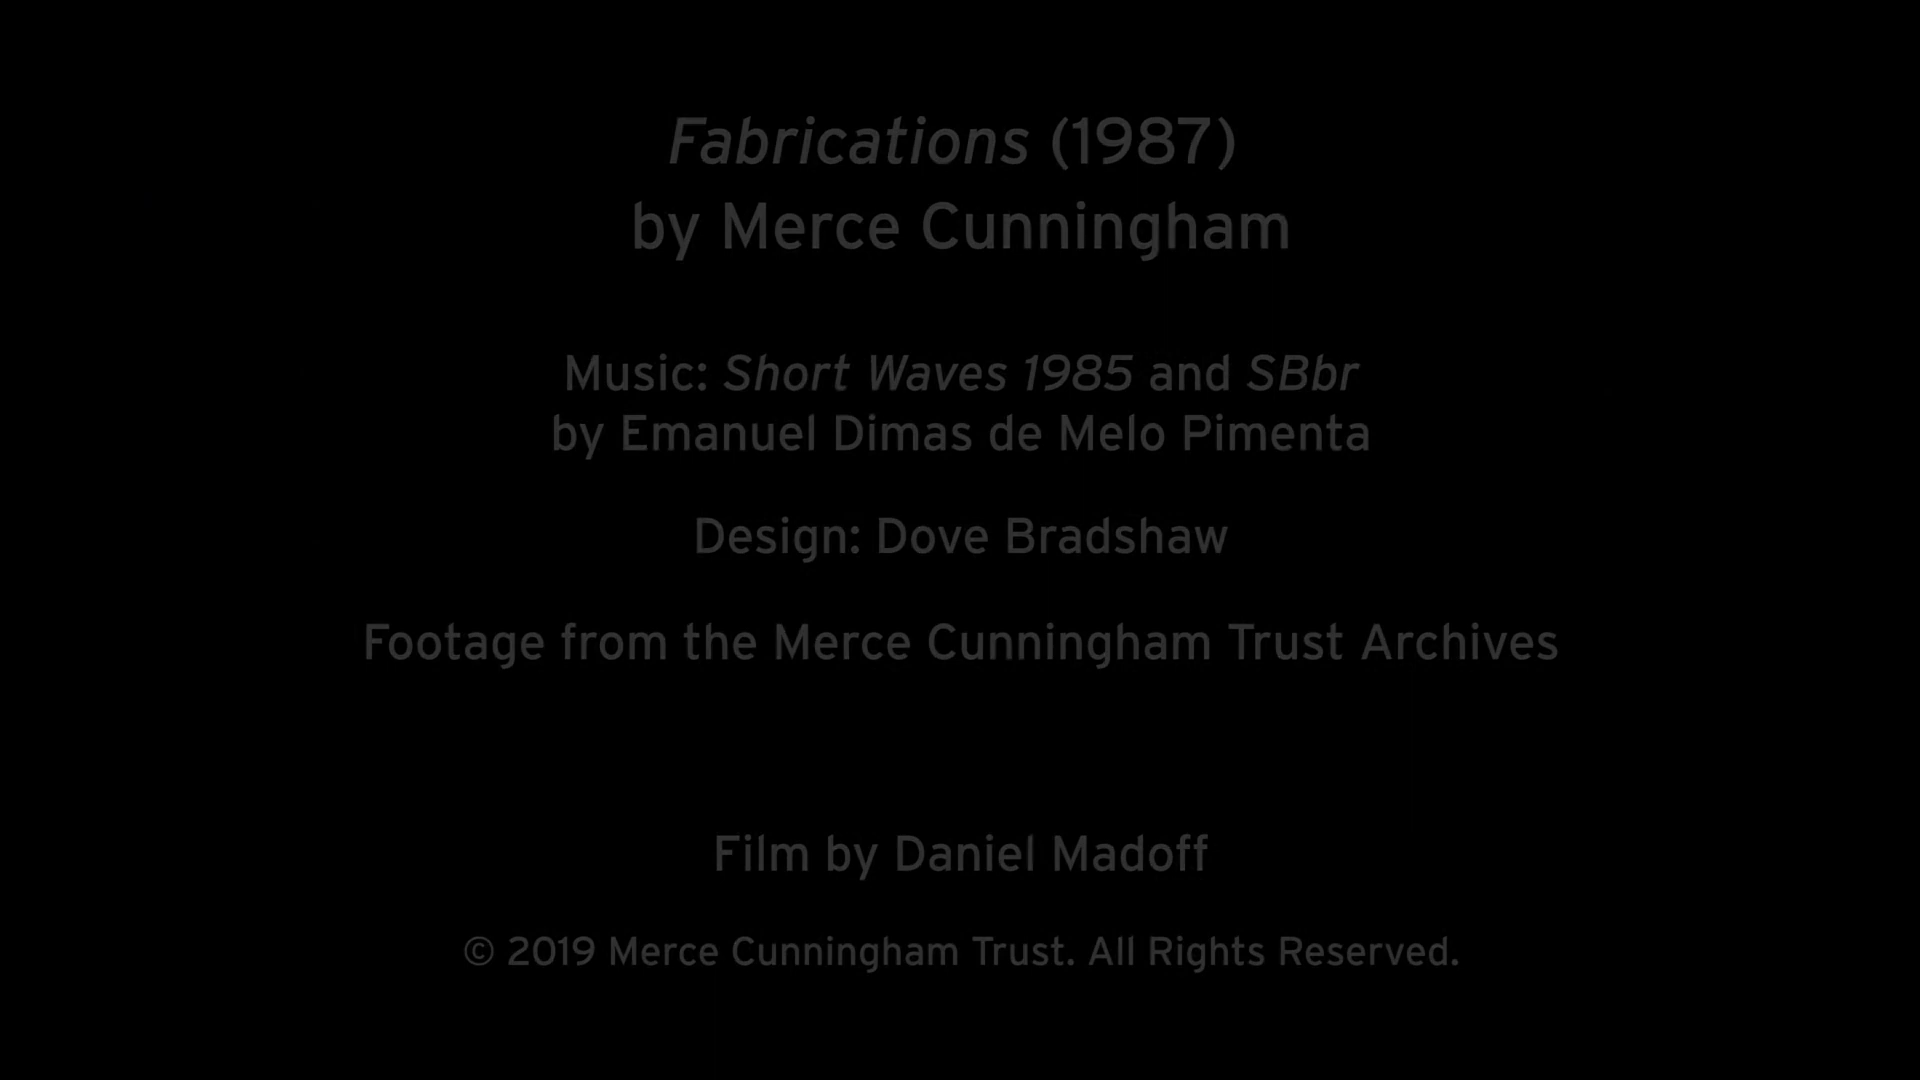 Fabrications (1987)
by Merce Cunningham
Music: Short Waves 1985 and SBbr
by Emanuel Dimas de Melo Pimenta
Design: Dove Bradshaw
Footage from the Merce Cunningham Trust Archives
Film by Daniel Madoff
© 2019 Merce Cunningham Trust. All Rights Reserved.